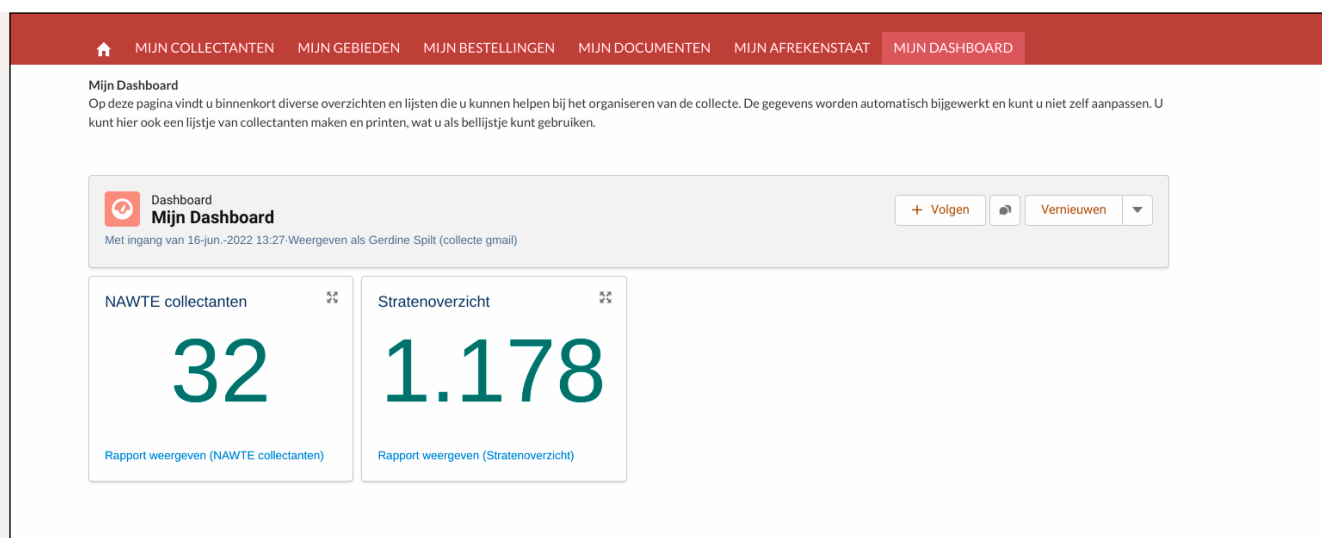 MIJN COLLECTANTEN MIJN GEBIEDEN MIJN BESTELLINGEN MIJN DOCUMENTEN MIJN AFREKENSTAAT MIJN DASHBOARD
Mijn Dashboard
Op deze pagina vindt u binnenkort diverse overzichten en lijsten die u kunnen helpen bij het organiseren van de collecte. De gegevens worden automatisch bijgewerkt en kunt u niet zelf aanpassen. U
kunt hier ook een lijstje van collectanten maken en printen, wat u als bellijstje kunt gebruiken.
Dashboard
Mijn Dashboard
Met ingang van 16-jun.-2022 13:27·Weergeven als Gerdine Spilt (collecte gmail)
+ Volgen Vernieuwen
NAWTE collectanten
32
Rapport weergeven (NAWTE collectanten)
Stratenoverzicht
1.178
Rapport weergeven (Stratenoverzicht)